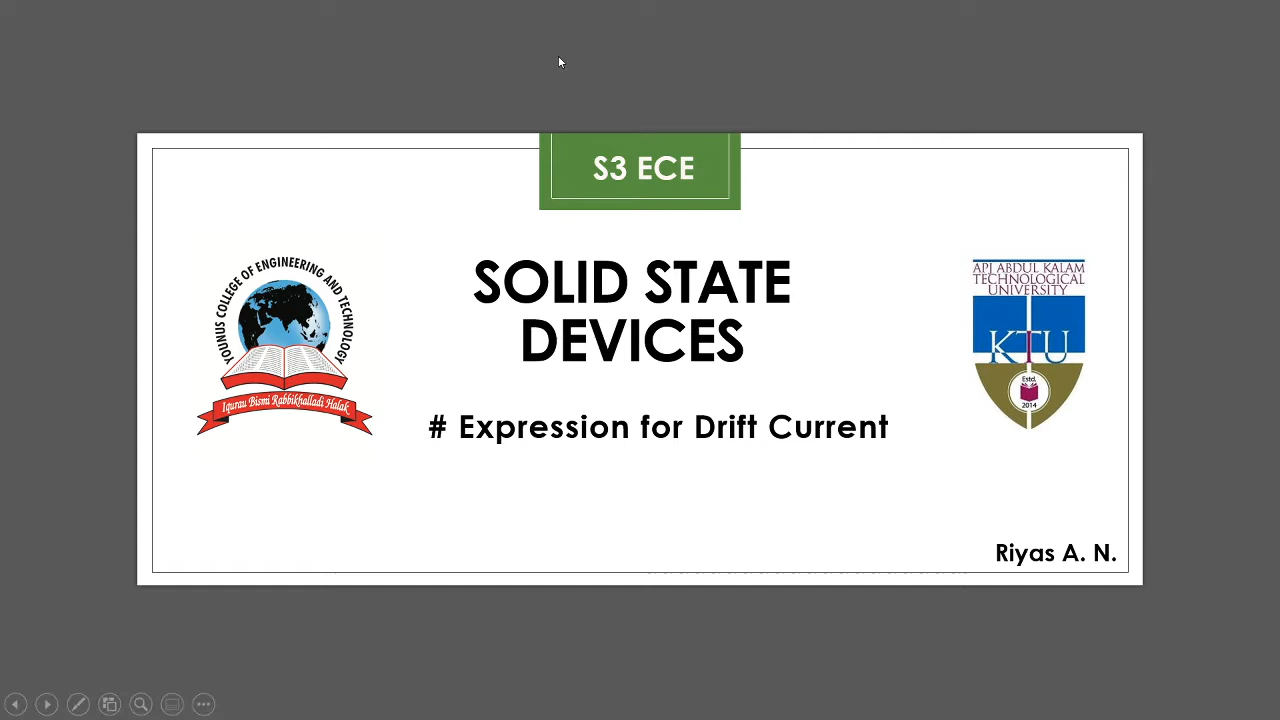 S3 ECE
YOUNUS COLLEGE OF ENGINEERING AND TECHNOLOGY
Iqurau Bismi Rabbikhalladi Halak
SOLID STATE
DEVICES
APJ ABDUL KALAM
TECHNOLOGICAL
UNIVERSITY
KTU
Estd.
2014
# Expression for Drift Current
Riyas A. N.